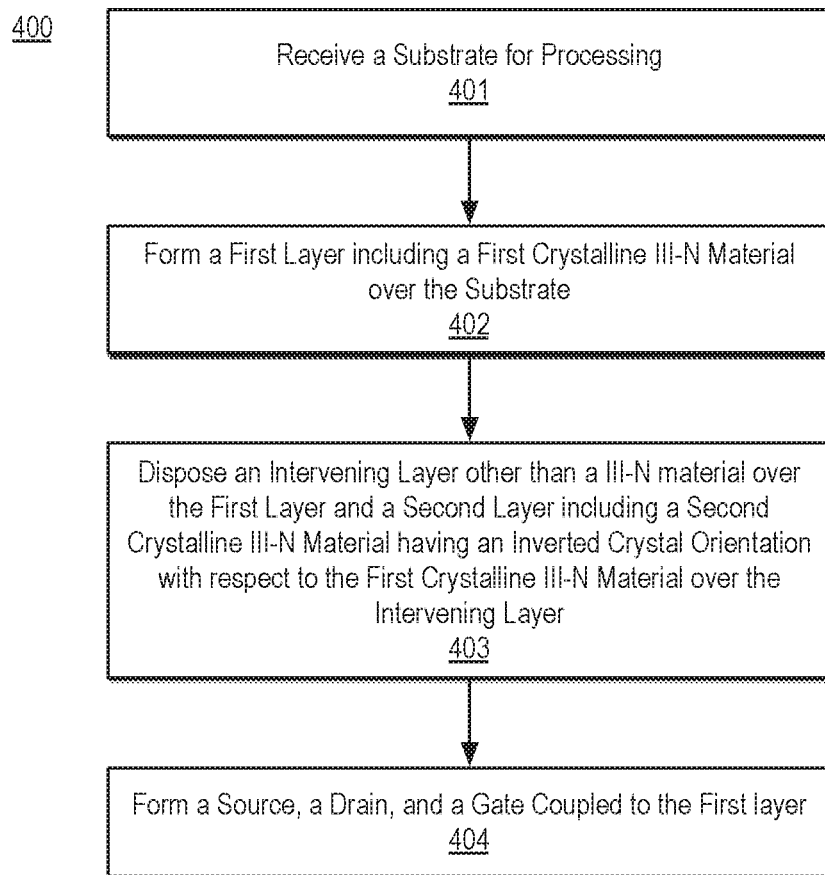 400
Receive a Substrate for Processing
401
Form a First Layer including a First Crystalline III-N Material
over the Substrate
402
Dispose an Intervening Layer other than a III-N material over
the First Layer and a Second Layer including a Second
Crystalline III-N Material having an Inverted Crystal Orientation
with respect to the First Crystalline III-N Material over the
Intervening Layer
403
Form a Source, a Drain, and a Gate Coupled to the First layer
404